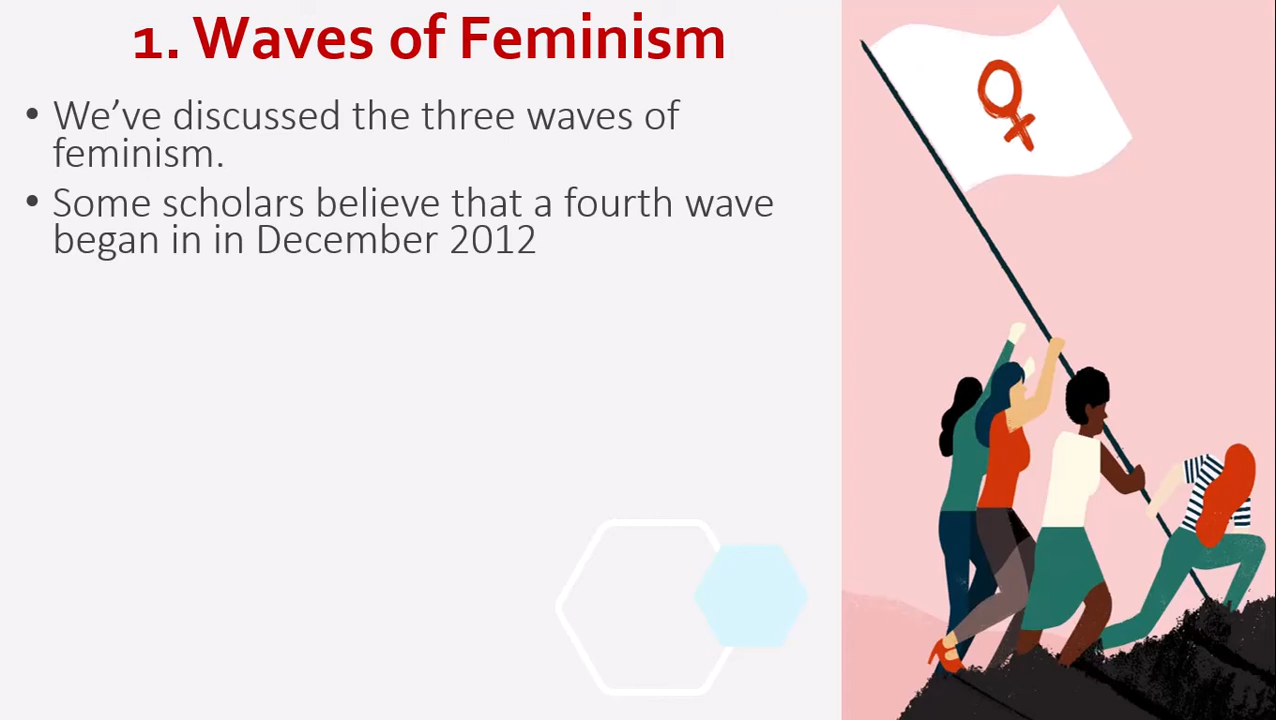 1. Waves of Feminism
• We’ve discussed the three waves of
feminism.
• Some scholars believe that a fourth wave
began in in December 2012